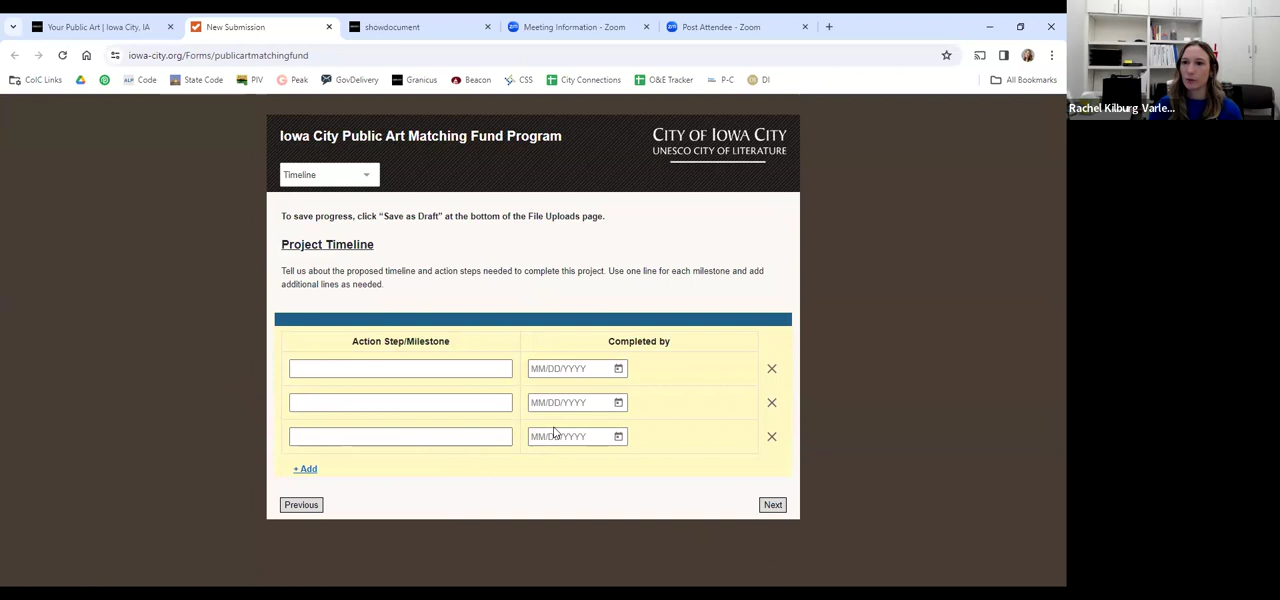 Your Public Art | Iowa City, IA
New Submission
showdocument
Meeting Information - Zoom
Post Attendee - Zoom
iowa-city.org/Forms/publicartmatchingfund
CoIC Links
Code
State Code
PIV
Peak
GovDelivery
Granicus
Beacon
CSS
City Connections
O&E Tracker
P-C
DI
All Bookmarks
Rachel Kilburg Varle...
Iowa City Public Art Matching Fund Program
CITY OF IOWA CITY
UNESCO CITY OF LITERATURE
Timeline
To save progress, click “Save as Draft” at the bottom of the File Uploads page.
Project Timeline
Tell us about the proposed timeline and action steps needed to complete this project. Use one line for each milestone and add
additional lines as needed.
Action Step/Milestone
Completed by
MM/DD/YYYY
MM/DD/YYYY
MM/DD/YYYY
+ Add
Previous
Next